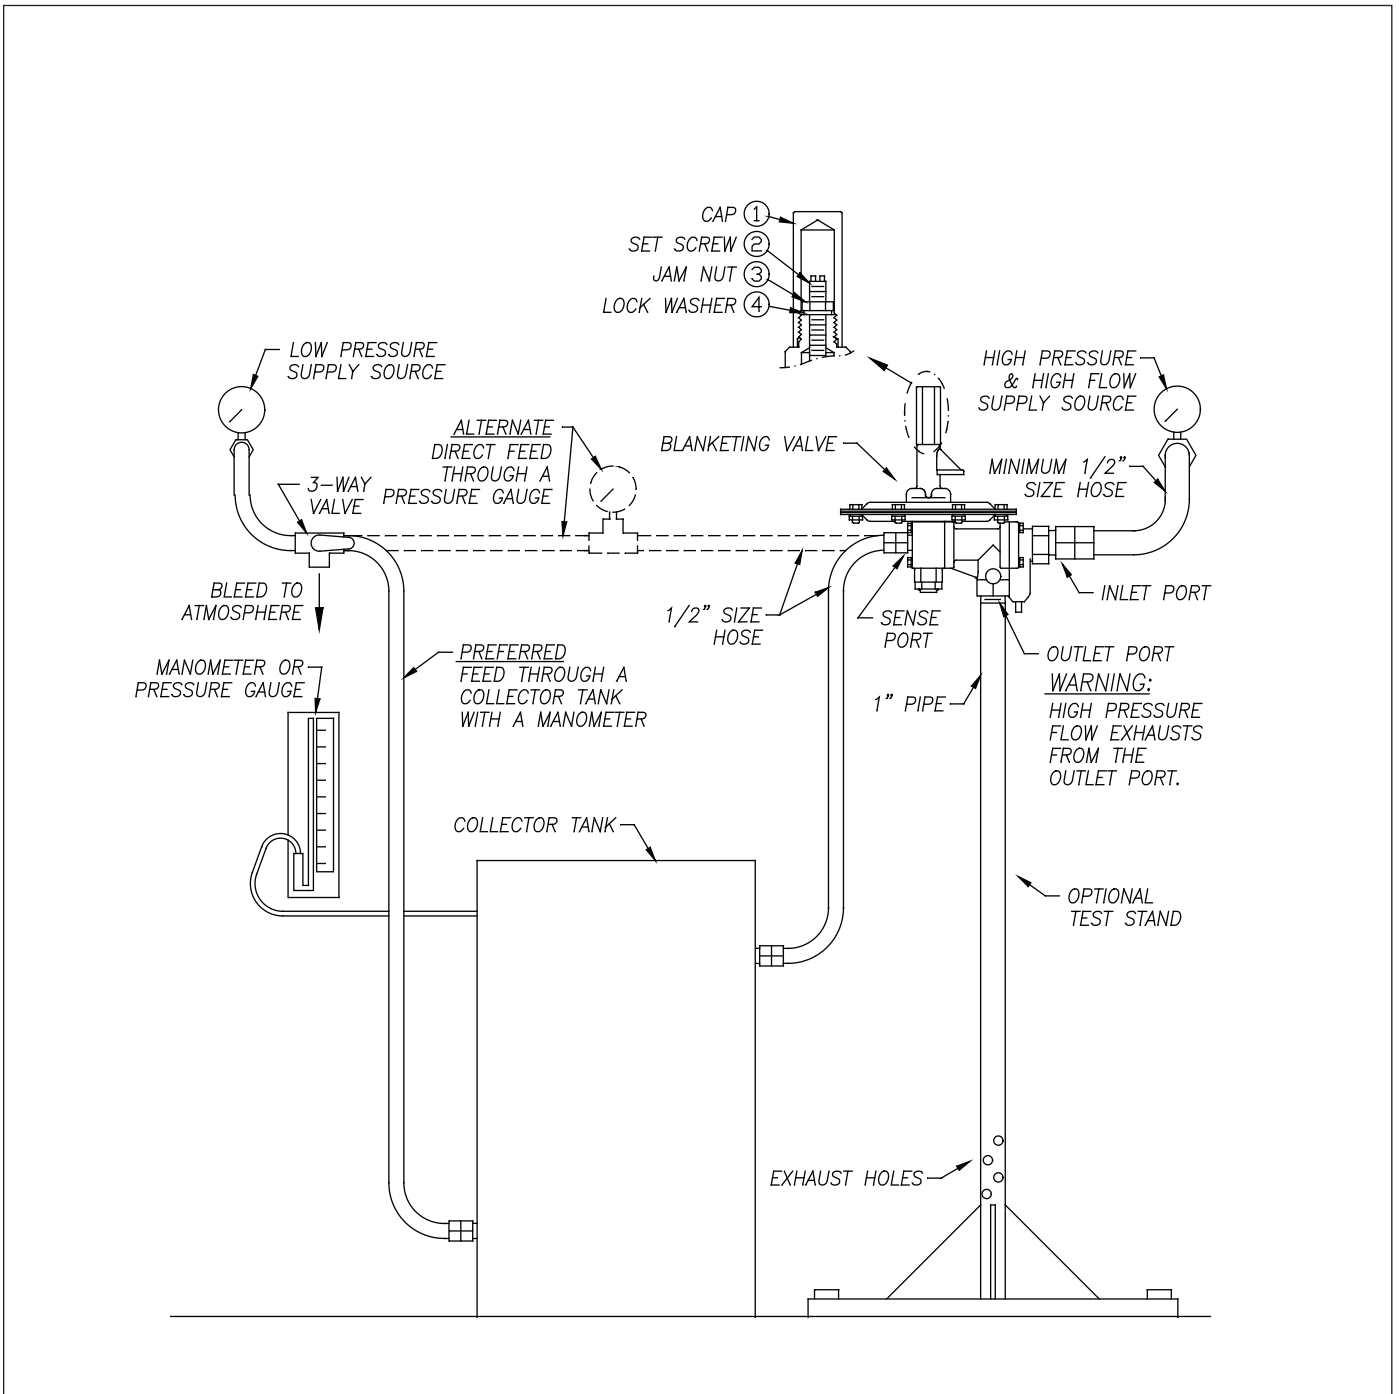 CAP 1
SET SCREW 2
JAM NUT 3
LOCK WASHER 4
LOW PRESSURE
SUPPLY SOURCE
HIGH PRESSURE
& HIGH FLOW
SUPPLY SOURCE
ALTERNATE
DIRECT FEED
THROUGH A
PRESSURE GAUGE
BLANKETING VALVE
MINIMUM 1/2"
SIZE HOSE
3-WAY
VALVE
BLEED TO
ATMOSPHERE
1/2" SIZE
HOSE
SENSE
PORT
INLET PORT
MANOMETER OR
PRESSURE GAUGE
PREFERRED
FEED THROUGH A
COLLECTOR TANK
WITH A MANOMETER
1" PIPE
OUTLET PORT
WARNING:
HIGH PRESSURE
FLOW EXHAUSTS
FROM THE
OUTLET PORT.
COLLECTOR TANK
OPTIONAL
TEST STAND
EXHAUST HOLES